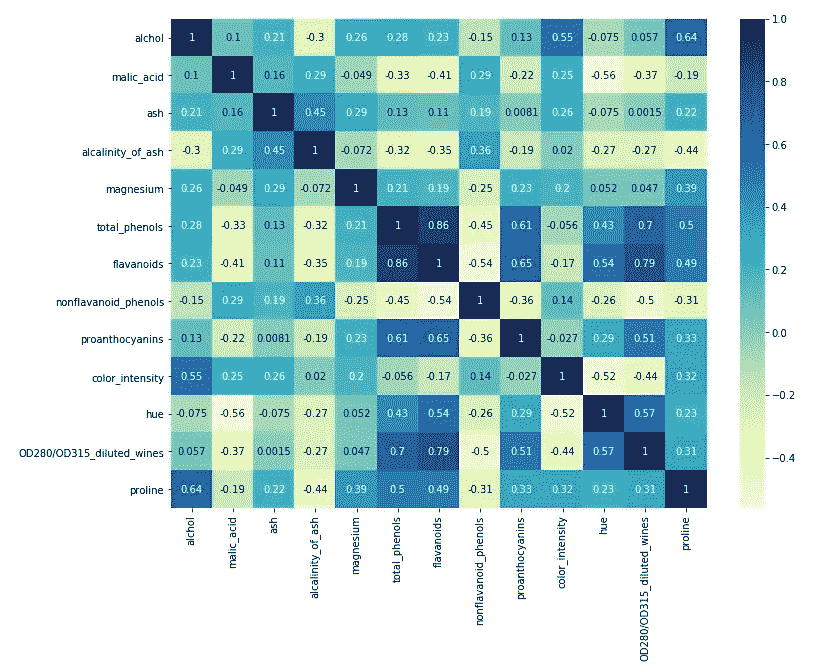 alchol 1 0.1 0.21 -0.3 0.26 0.28 0.23 -0.15 0.13 0.55 -0.075 0.057 0.64
malic_acid 0.1 1 0.16 0.29 -0.049 -0.33 -0.41 0.29 -0.22 0.25 -0.56 -0.37 -0.19
ash 0.21 0.16 1 0.45 0.29 0.13 0.11 0.19 0.0081 0.26 -0.075 0.0015 0.22
alcalinity_of_ash -0.3 0.29 0.45 1 -0.072 -0.32 -0.35 0.36 -0.19 0.02 -0.27 -0.27 -0.44
magnesium 0.26 -0.049 0.29 -0.072 1 0.21 0.19 -0.25 0.23 0.2 0.052 0.047 0.39
total_phenols 0.28 -0.33 0.13 -0.32 0.21 1 0.86 -0.45 0.61 -0.056 0.43 0.7 0.5
flavanoids 0.23 -0.41 0.11 -0.35 0.19 0.86 1 -0.54 0.65 -0.17 0.54 0.79 0.49
nonflavanoid_phenols -0.15 0.29 0.19 0.36 -0.25 -0.45 -0.54 1 -0.36 0.14 -0.26 -0.5 -0.31
proanthocyanins 0.13 -0.22 0.0081 -0.19 0.23 0.61 0.65 -0.36 1 -0.027 0.29 0.51 0.33
color_intensity 0.55 0.25 0.26 0.02 0.2 -0.056 -0.17 0.14 -0.027 1 -0.52 -0.44 0.32
hue -0.075 -0.56 -0.075 -0.27 0.052 0.43 0.54 -0.26 0.29 -0.52 1 0.57 0.23
OD280/OD315_diluted_wines 0.057 -0.37 0.0015 -0.27 0.047 0.7 0.79 -0.5 0.51 -0.44 0.57 1 0.31
proline 0.64 -0.19 0.22 -0.44 0.39 0.5 0.49 -0.31 0.33 0.32 0.23 0.31 1
alchol
malic_acid
ash
alcalinity_of_ash
magnesium
total_phenols
flavanoids
nonflavanoid_phenols
proanthocyanins
color_intensity
hue
OD280/OD315_diluted_wines
proline
1.0
0.8
0.6
0.4
0.2
0.0
−0.2
−0.4